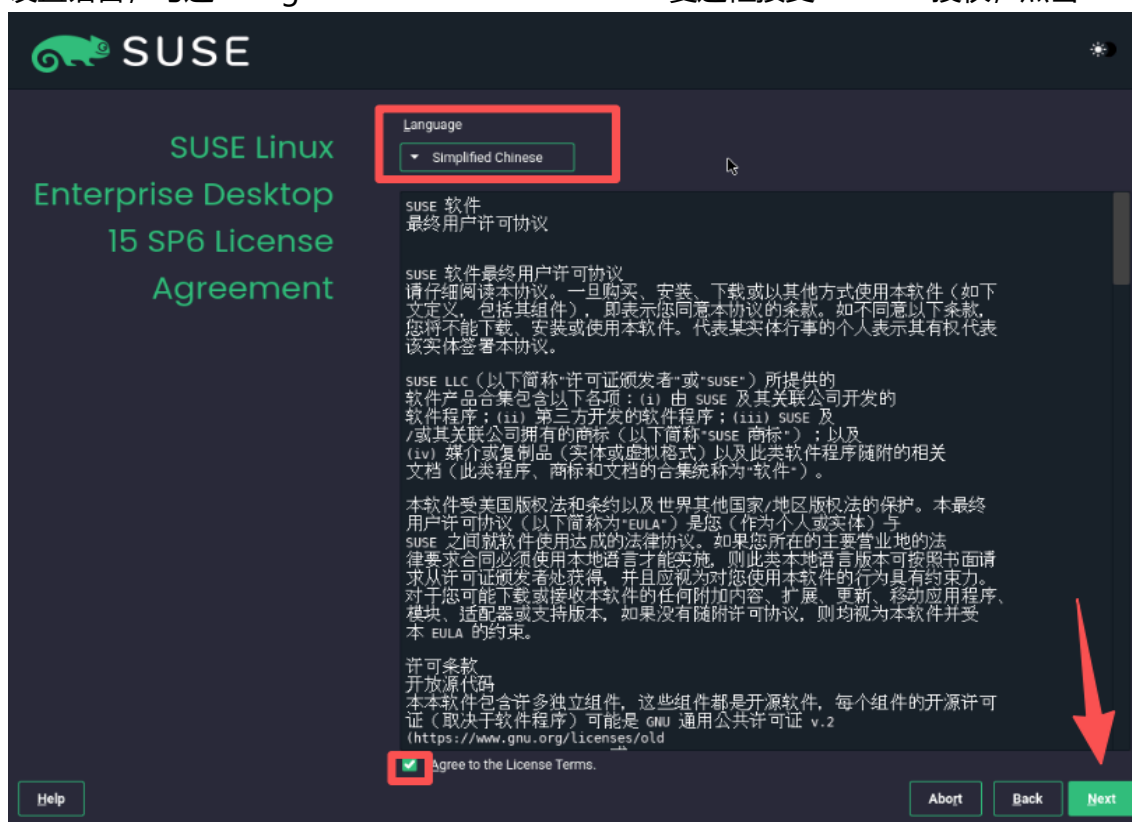 SUSE
SUSE Linux
Enterprise Desktop
15 SP6 License
Agreement
Language
Simplified Chinese
SUSE 软件
最终用户许可协议
SUSE 软件最终用户许可协议
请仔细阅读本协议。一旦购买、安装、下载或以其他方式使用本软件（如下
文定义，包括其组件），即表示您同意本协议的条款。如不同意以下条款，
您将不能下载、安装或使用本软件。代表某实体行事的个人表示其有权代表
该实体签署本协议。
SUSE LLC（以下简称"许可证颁发者"或"SUSE"）所提供的
软件产品合集包含以下各项：(i) 由 SUSE 及其关联公司开发的
软件程序；(ii) 第三方开发的软件程序；(iii) SUSE 及
/或其关联公司拥有的商标（以下简称"SUSE 商标"）；以及
(iv) 媒介或复制品（实体或虚拟格式）以及此类软件程序随附的相关
文档（此类程序、商标和文档的合集统称为"软件"）。
本软件受美国版权法和条约以及世界其他国家/地区版权法的保护。本最终
用户许可协议（以下简称为"EULA"）是您（作为个人或实体）与
SUSE 之间就软件使用达成的法律协议。如果您所在的主要营业地的法
律要求合同必须使用本地语言才能实施，则此类本地语言版本可按照书面请
求从许可证颁发者处获得，并且应视为对您使用本软件的行为具有约束力。
对于您可能下载或接收本软件的任何附加内容、扩展、更新、移动应用程序、
模块、适配器或支持版本，如果没有随附许可协议，则均视为本软件并受
本 EULA 的约束。
许可条款
开放源代码
本本软件包含许多独立组件，这些组件都是开源软件，每个组件的开源许可
证（取决于软件程序）可能是 GNU 通用公共许可证 v.2
(https://www.gnu.org/licenses/old
Agree to the License Terms.
Help
Abort
Back
Next